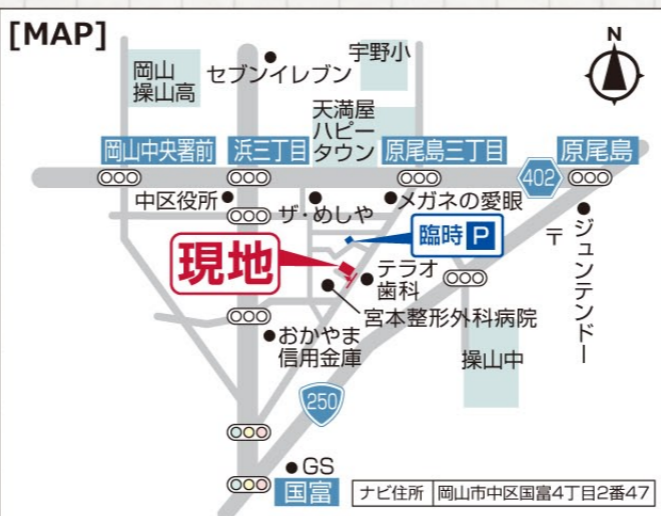 [MAP]
N
宇野小
岡山
操山高
セブンイレブン
天満屋
ハピー
タウン
岡山中央署前
浜三丁目
原尾島三丁目
原尾島
402
中区役所
ザ・めしや
メガネの愛眼
臨時P
〒
ジュンテンドー
現地
テラオ
歯科
宮本整形外科病院
おかやま
信用金庫
操山中
250
GS
国富
ナビ住所 岡山市中区国富4丁目2番47